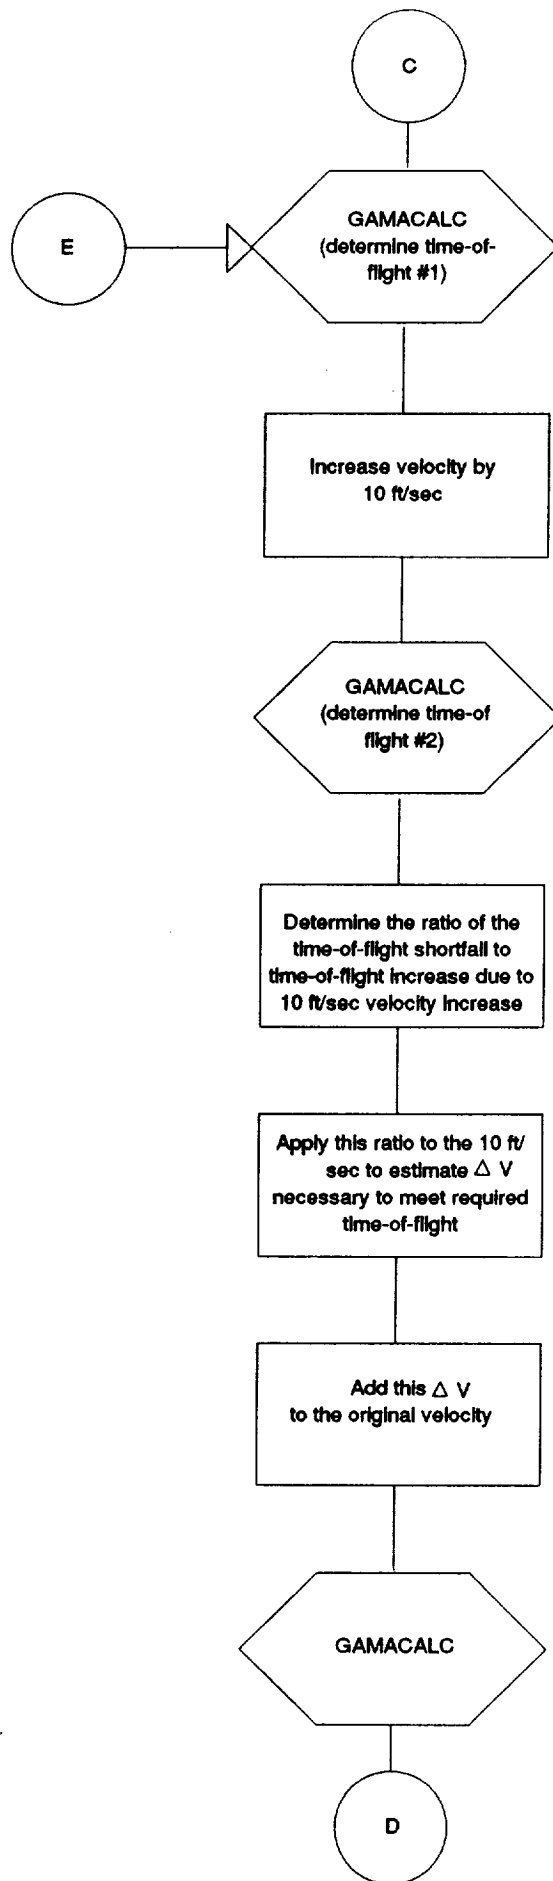 C
E
GAMACALC
(determine time-of-
flight #1)
Increase velocity by
10 ft/sec
GAMACALC
(determine time-of
flight #2)
Determine the ratio of the
time-of-flight shortfall to
time-of-flight increase due to
10 ft/sec velocity increase
Apply this ratio to the 10 ft/
sec to estimate Δ V
necessary to meet required
time-of-flight
Add this Δ V
to the original velocity
GAMACALC
D